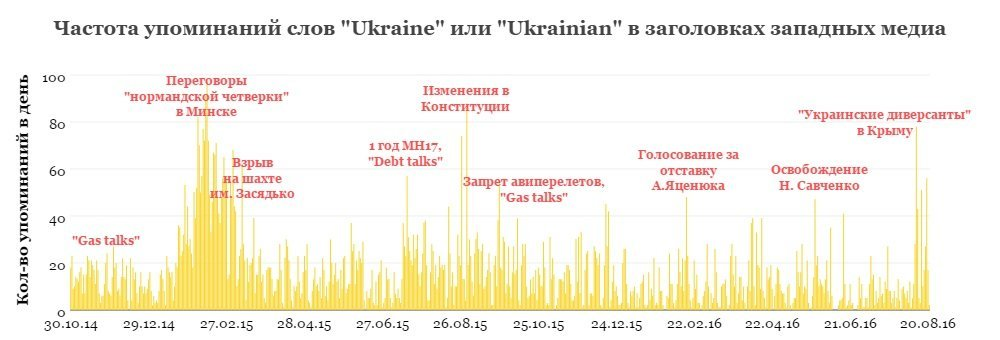 Частота упоминаний слов "Ukraine" или "Ukrainian" в заголовках западных медиа
Кол-во упоминаний в день
100
80
60
40
20
0
Переговоры
"нормандской четверки"
в Минске
Изменения в
Конституции
"Украинские диверсанты"
в Крыму
1 год МН17,
"Debt talks"
Взрыв
на шахте
им. Засядько
Голосование за
отставку
А.Яценюка
Освобождение
Н. Савченко
Запрет авиперелетов,
"Gas talks"
"Gas talks"
30.10.14
29.12.14
27.02.15
28.04.15
27.06.15
26.08.15
25.10.15
24.12.15
22.02.16
22.04.16
21.06.16
20.08.16